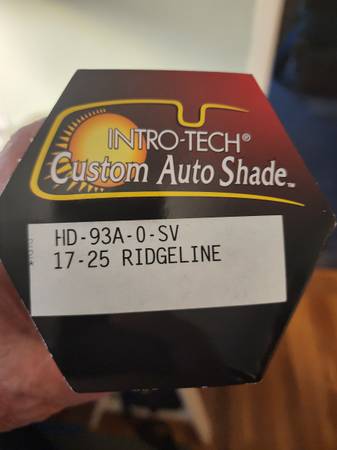 INTRO-TECH®
Custom Auto Shade™
HD-93A-0-SV
17-25 RIDGELINE